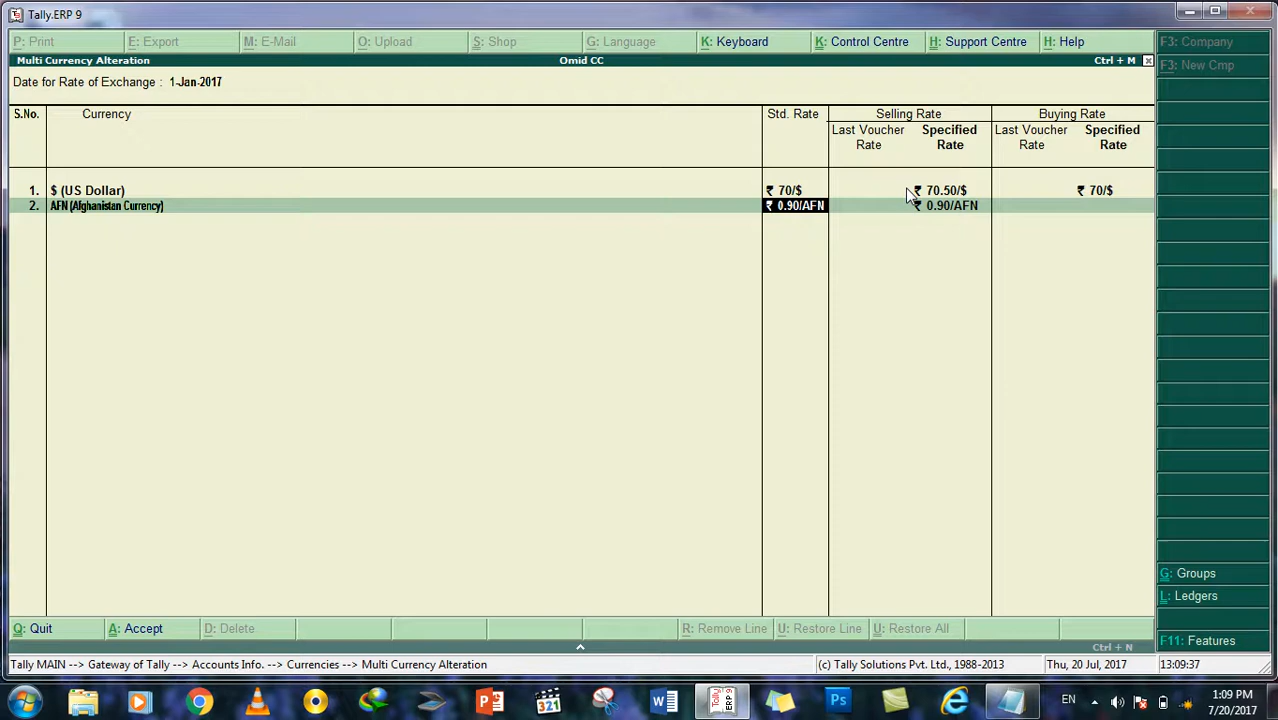 Tally.ERP 9
P: Print E: Export M: E-Mail O: Upload S: Shop G: Language K: Keyboard K: Control Centre H: Support Centre H: Help F3: Company
Multi Currency Alteration Omid CC Ctrl + M
F3: New Cmp
Date for Rate of Exchange : 1-Jan-2017
S.No. Currency Std. Rate Selling Rate Buying Rate
Last Voucher Specified Last Voucher Specified
Rate Rate Rate Rate
1. $ (US Dollar) ₹ 70/$ ₹ 70.50/$ ₹ 70/$
2. AFN (Afghanistan Currency) ₹ 0.90/AFN ₹ 0.90/AFN
G: Groups
L: Ledgers
Q: Quit A: Accept D: Delete R: Remove Line U: Restore Line U: Restore All
F11: Features
Ctrl + N
Tally MAIN --> Gateway of Tally --> Accounts Info. --> Currencies --> Multi Currency Alteration (c) Tally Solutions Pvt. Ltd., 1988-2013 Thu, 20 Jul, 2017 13:09:37
321 Tally ERP 9 Ps EN 1:09 PM
7/20/2017